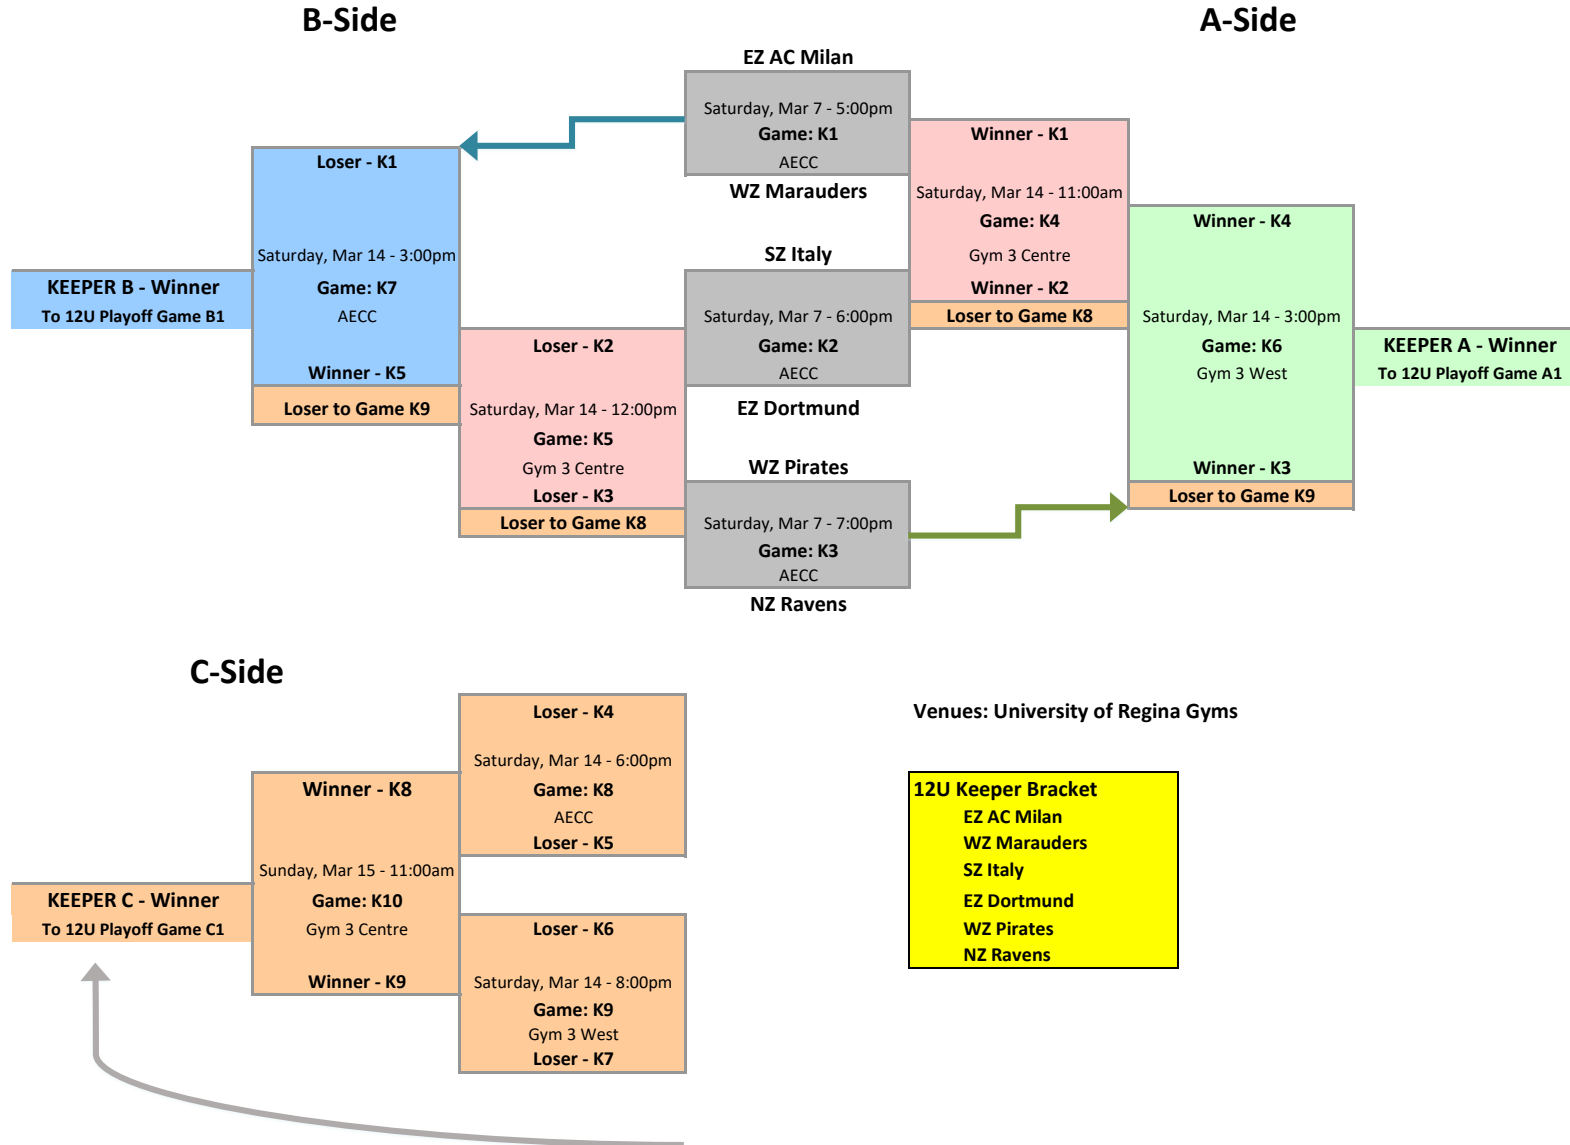 B-Side
A-Side
EZ AC Milan
Saturday, Mar 7 - 5:00pm
Game: K1
AECC
WZ Marauders
Winner - K1
Saturday, Mar 14 - 11:00am
Game: K4
Gym 3 Centre
Winner - K2
Loser to Game K8
Loser - K1
Saturday, Mar 14 - 3:00pm
Game: K7
AECC
Winner - K5
Loser to Game K9
KEEPER B - Winner
To 12U Playoff Game B1
SZ Italy
Saturday, Mar 7 - 6:00pm
Game: K2
AECC
EZ Dortmund
Winner - K4
Saturday, Mar 14 - 3:00pm
Game: K6
Gym 3 West
Winner - K3
Loser to Game K9
KEEPER A - Winner
To 12U Playoff Game A1
Loser - K2
Saturday, Mar 14 - 12:00pm
Game: K5
Gym 3 Centre
Loser - K3
Loser to Game K8
WZ Pirates
Saturday, Mar 7 - 7:00pm
Game: K3
AECC
NZ Ravens
C-Side
Loser - K4
Saturday, Mar 14 - 6:00pm
Game: K8
AECC
Loser - K5
Winner - K8
Sunday, Mar 15 - 11:00am
Game: K10
Gym 3 Centre
Winner - K9
KEEPER C - Winner
To 12U Playoff Game C1
Loser - K6
Saturday, Mar 14 - 8:00pm
Game: K9
Gym 3 West
Loser - K7
Venues: University of Regina Gyms
12U Keeper Bracket
EZ AC Milan
WZ Marauders
SZ Italy
EZ Dortmund
WZ Pirates
NZ Ravens